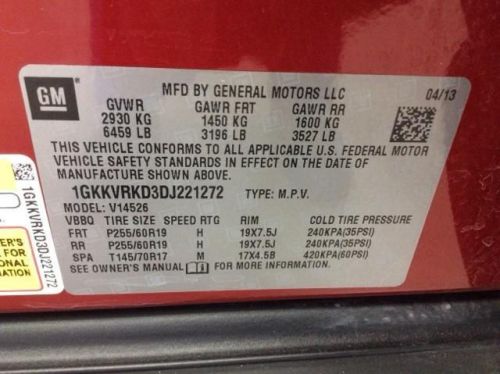 GM
MFD BY GENERAL MOTORS LLC
04/13
GVWR GAWR FRT GAWR RR
2930 KG 1450 KG 1600 KG
6459 LB 3196 LB 3527 LB
THIS VEHICLE CONFORMS TO ALL APPLICABLE U.S. FEDERAL MOTOR
VEHICLE SAFETY STANDARDS IN EFFECT ON THE DATE OF
MANUFACTURE SHOWN ABOVE.
1GKKVRKD3DJ221272 TYPE: M.P.V.
MODEL: V14526
VBBQ TIRE SIZE SPEED RTG RIM COLD TIRE PRESSURE
FRT P255/60R19 H 19X7.5J 240KPA(35PSI)
RR P255/60R19 H 19X7.5J 240KPA(35PSI)
SPA T145/70R17 M 17X4.5B 420KPA(60PSI)
SEE OWNER'S MANUAL FOR MORE INFORMATION
1GKKVRKD3DJ221272
ER'S
FOR
ONAL
TION